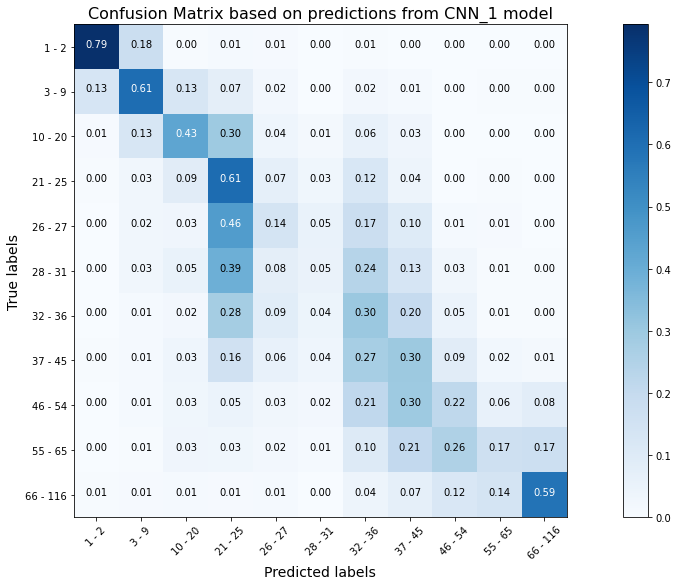 Confusion Matrix based on predictions from CNN_1 model
True labels
1 - 2 0.79 0.18 0.00 0.01 0.01 0.00 0.01 0.00 0.00 0.00 0.00
3 - 9 0.13 0.61 0.13 0.07 0.02 0.00 0.02 0.01 0.00 0.00 0.00
10 - 20 0.01 0.13 0.43 0.30 0.04 0.01 0.06 0.03 0.00 0.00 0.00
21 - 25 0.00 0.03 0.09 0.61 0.07 0.03 0.12 0.04 0.00 0.00 0.00
26 - 27 0.00 0.02 0.03 0.46 0.14 0.05 0.17 0.10 0.01 0.01 0.00
28 - 31 0.00 0.03 0.05 0.39 0.08 0.05 0.24 0.13 0.03 0.01 0.00
32 - 36 0.00 0.01 0.02 0.28 0.09 0.04 0.30 0.20 0.05 0.01 0.00
37 - 45 0.00 0.01 0.03 0.16 0.06 0.04 0.27 0.30 0.09 0.02 0.01
46 - 54 0.00 0.01 0.03 0.05 0.03 0.02 0.21 0.30 0.22 0.06 0.08
55 - 65 0.00 0.01 0.03 0.03 0.02 0.01 0.10 0.21 0.26 0.17 0.17
66 - 116 0.01 0.01 0.01 0.01 0.01 0.00 0.04 0.07 0.12 0.14 0.59
1 - 2 3 - 9 10 - 20 21 - 25 26 - 27 28 - 31 32 - 36 37 - 45 46 - 54 55 - 65 66 - 116
Predicted labels
0.7
0.6
0.5
0.4
0.3
0.2
0.1
0.0